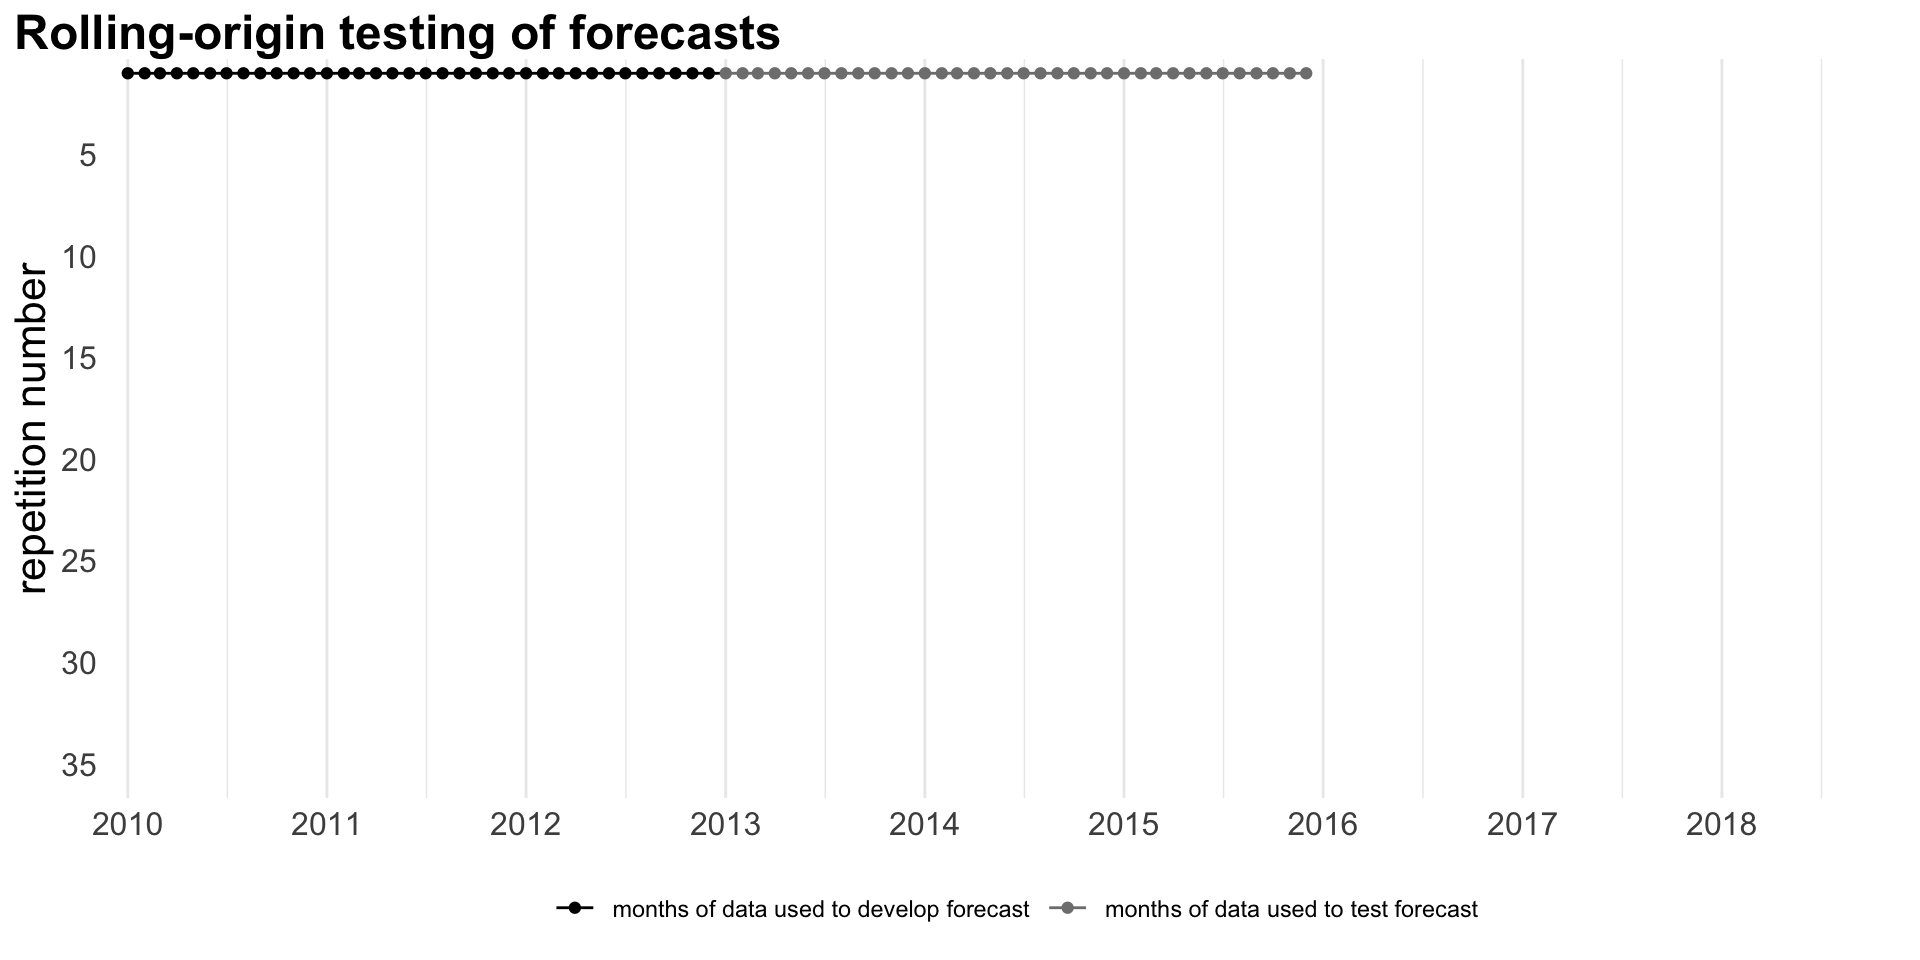 Rolling-origin testing of forecasts
repetition number
5
10
15
20
25
30
35
2010 2011 2012 2013 2014 2015 2016 2017 2018
months of data used to develop forecast months of data used to test forecast